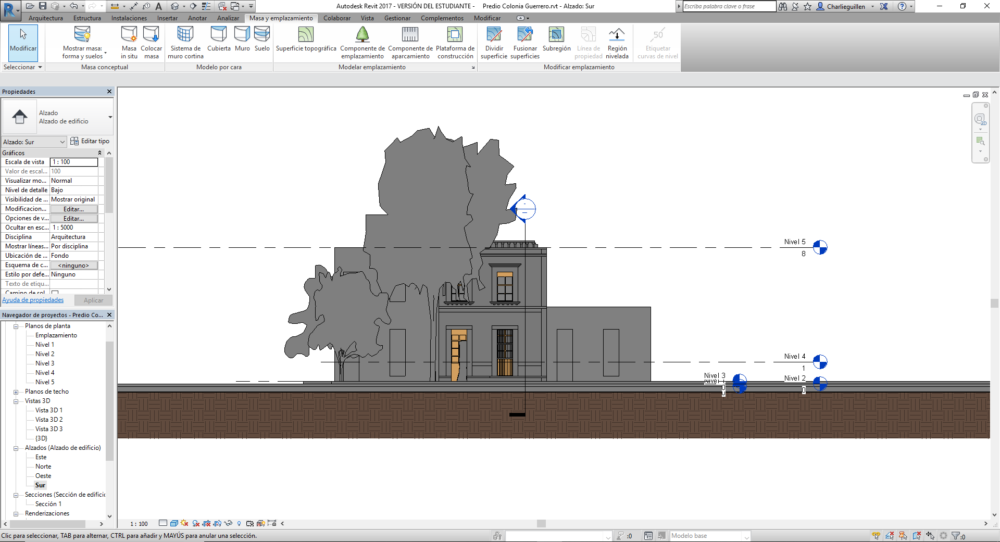 Autodesk Revit 2017 - VERSIÓN DEL ESTUDIANTE - Predio Colonia Guerrero.rvt - Alzado: Sur
Escriba palabra clave o frase
Charlieguillen
Arquitectura Estructura Instalaciones Insertar Anotar Analizar Masa y emplazamiento Colaborar Vista Gestionar Complementos Modificar
Modificar
Mostrar masa:
forma y suelos
Masa
in situ
Colocar
masa
Sistema de
muro cortina
Cubierta
Muro
Suelo
Superficie topográfica
Componente de
emplazamiento
Componente de
aparcamiento
Plataforma de
construcción
Dividir
superficie
Fusionar
superficies
Subregión
Línea de
propiedad
Región
nivelada
50
Etiquetar
curvas de nivel
Seleccionar
Masa conceptual
Modelo por cara
Modelar emplazamiento
Modificar emplazamiento
Propiedades
Alzado
Alzado de edificio
Alzado: Sur
Editar tipo
Gráficos
Escala de vista 1 : 100
Valor de escal... 100
Visualizar mo... Normal
Nivel de detalle Bajo
Visibilidad de ... Mostrar original
Modificacion... Editar...
Opciones de v... Editar...
Ocultar en esc... 1 : 5000
Disciplina Arquitectura
Mostrar líneas... Por disciplina
Ubicación de ... Fondo
Esquema de c... <ninguno>
Estilo por defe... Ninguno
Texto de etiqu...
Camino de sol
Ayuda de propiedades
Aplicar
Navegador de proyectos - Predio Co...
Planos de planta
Emplazamiento
Nivel 1
Nivel 2
Nivel 3
Nivel 4
Nivel 5
Planos de techo
Vistas 3D
Vista 3D 1
Vista 3D 2
Vista 3D 3
{3D}
Alzados (Alzado de edificio)
Este
Norte
Oeste
Sur
Secciones (Sección de edificio
Sección 1
Renderizaciones
2D
Nivel 5
8
Nivel 4
1
Nivel 3
Nivel 1
0
0
Nivel 2
0
1 : 100
Clic para seleccionar, TAB para alternar, CTRL para añadir y MAYÚS para anular una selección.
:0
Modelo base
:0